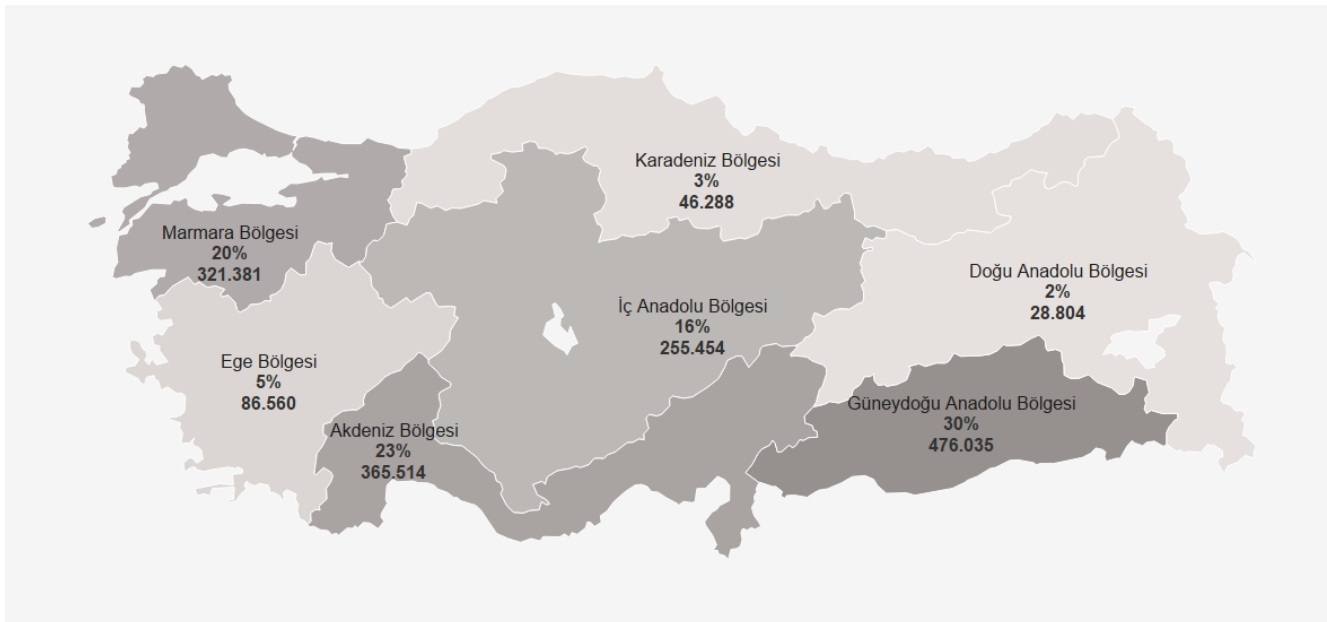 Karadeniz Bölgesi
3%
46.288
Marmara Bölgesi
20%
321.381
Doğu Anadolu Bölgesi
2%
28.804
İç Anadolu Bölgesi
16%
255.454
Ege Bölgesi
5%
86.560
Güneydoğu Anadolu Bölgesi
30%
476.035
Akdeniz Bölgesi
23%
365.514